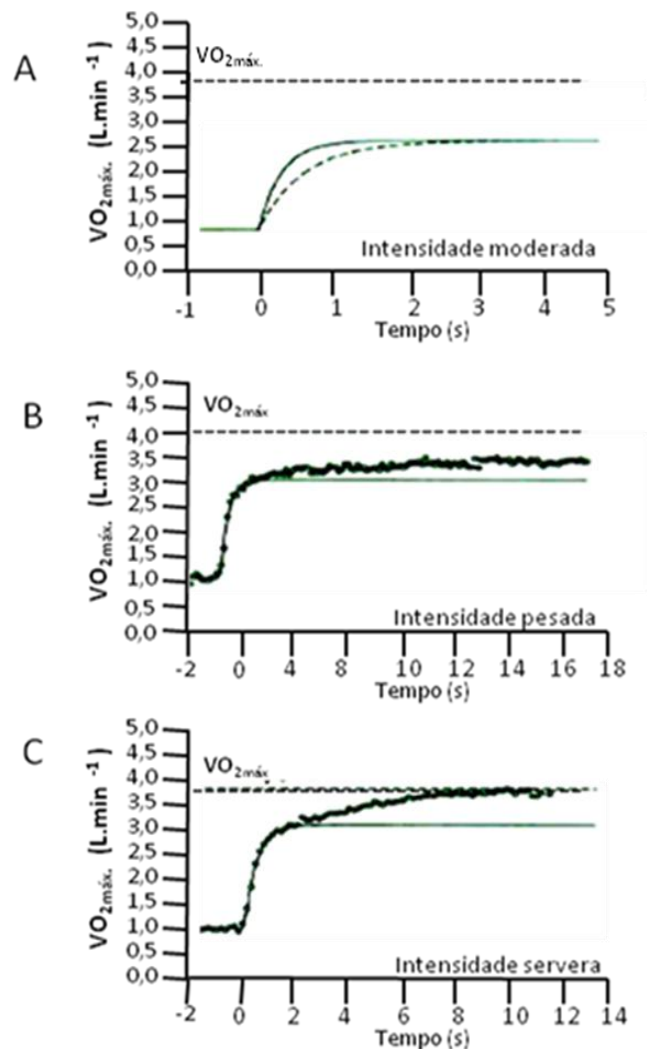 A
VO2máx. (L.min -1)
5,0
4,5
4,0
3,5
3,0
2,5
2,0
1,5
1,0
0,5
0,0
VO2máx.
Intensidade moderada
-1 0 1 2 3 4 5
Tempo (s)
B
VO2máx. (L.min -1)
5,0
4,5
4,0
3,5
3,0
2,5
2,0
1,5
1,0
0,5
0,0
VO2máx
Intensidade pesada
-2 0 4 8 10 12 14 16 18
Tempo (s)
C
VO2máx. (L.min -1)
5,0
4,5
4,0
3,5
3,0
2,5
2,0
1,5
1,0
0,5
0,0
VO2máx
Intensidade servera
-2 0 2 4 6 8 10 12 14
Tempo (s)